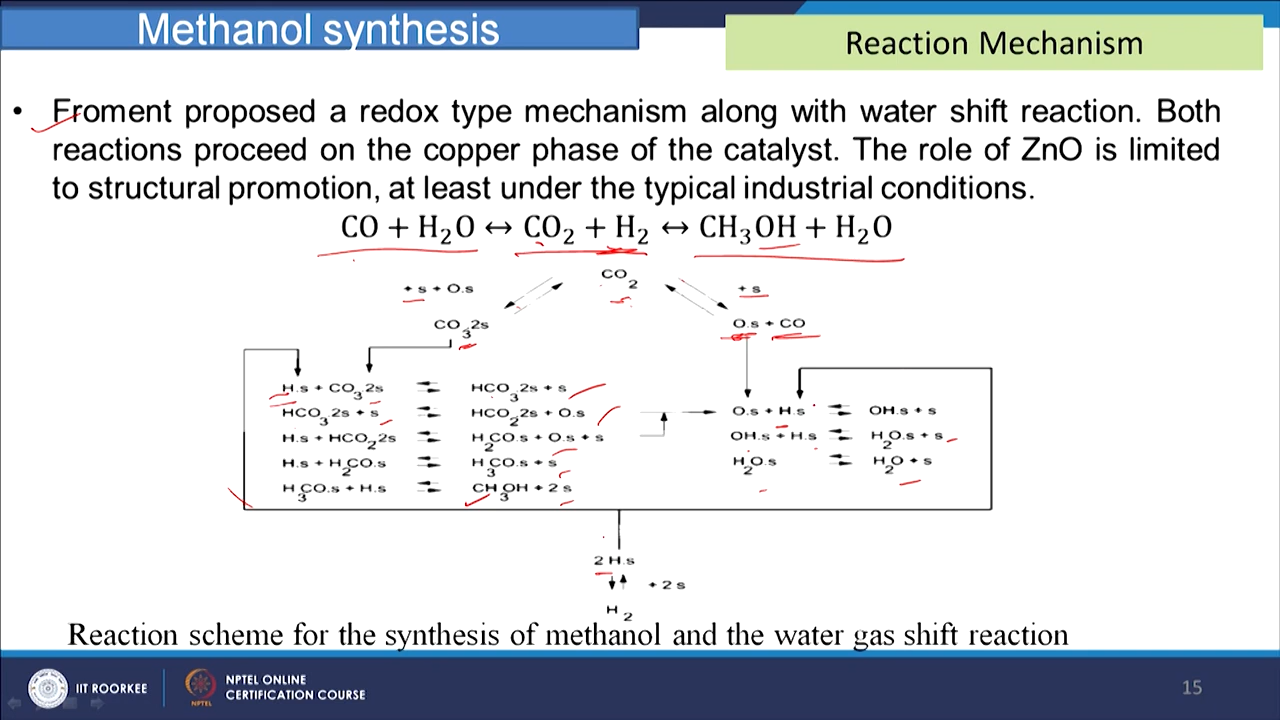 Methanol synthesis
Reaction Mechanism
• Froment proposed a redox type mechanism along with water shift reaction. Both
reactions proceed on the copper phase of the catalyst. The role of ZnO is limited
to structural promotion, at least under the typical industrial conditions.
CO + H₂O ↔ CO₂ + H₂ ↔ CH₃OH + H₂O
CO₂
+ s + O.s
+ s
CO₃2s
O.s + CO
H.s + CO₃2s ⇌ HCO₃2s + s
HCO₃2s + s ⇌ HCO₂2s + O.s
H.s + HCO₂2s ⇌ H₂CO.s + O.s + s
H.s + H₂CO.s ⇌ H₃CO.s + s
H₃CO.s + H.s ⇌ CH₃OH + 2 s
O.s + H.s ⇌ OH.s + s
OH.s + H.s ⇌ H₂O.s + s
H₂O.s ⇌ H₂O + s
2 H.s
+ 2 s
H₂
Reaction scheme for the synthesis of methanol and the water gas shift reaction
IIT ROORKEE
NPTEL
NPTEL ONLINE
CERTIFICATION COURSE
15